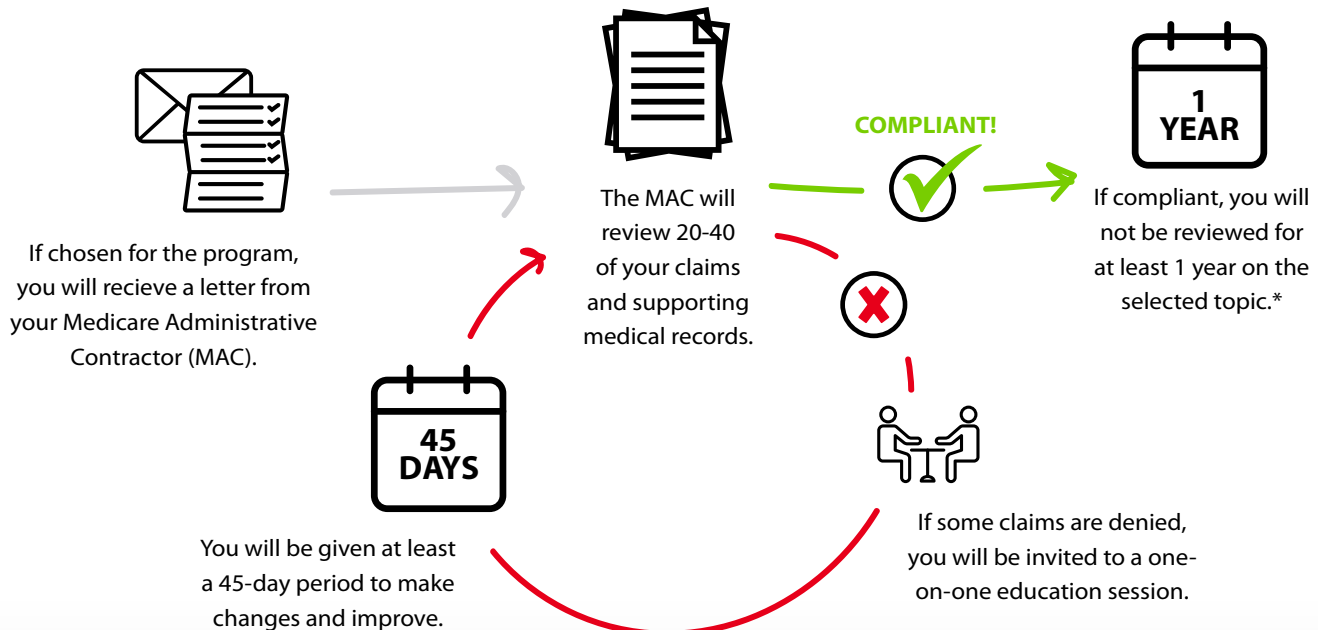 If chosen for the program,
you will recieve a letter from
your Medicare Administrative
Contractor (MAC).
The MAC will
review 20-40
of your claims
and supporting
medical records.
COMPLIANT!
1
YEAR
If compliant, you will
not be reviewed for
at least 1 year on the
selected topic.*
If some claims are denied,
you will be invited to a one-
on-one education session.
45
DAYS
You will be given at least
a 45-day period to make
changes and improve.